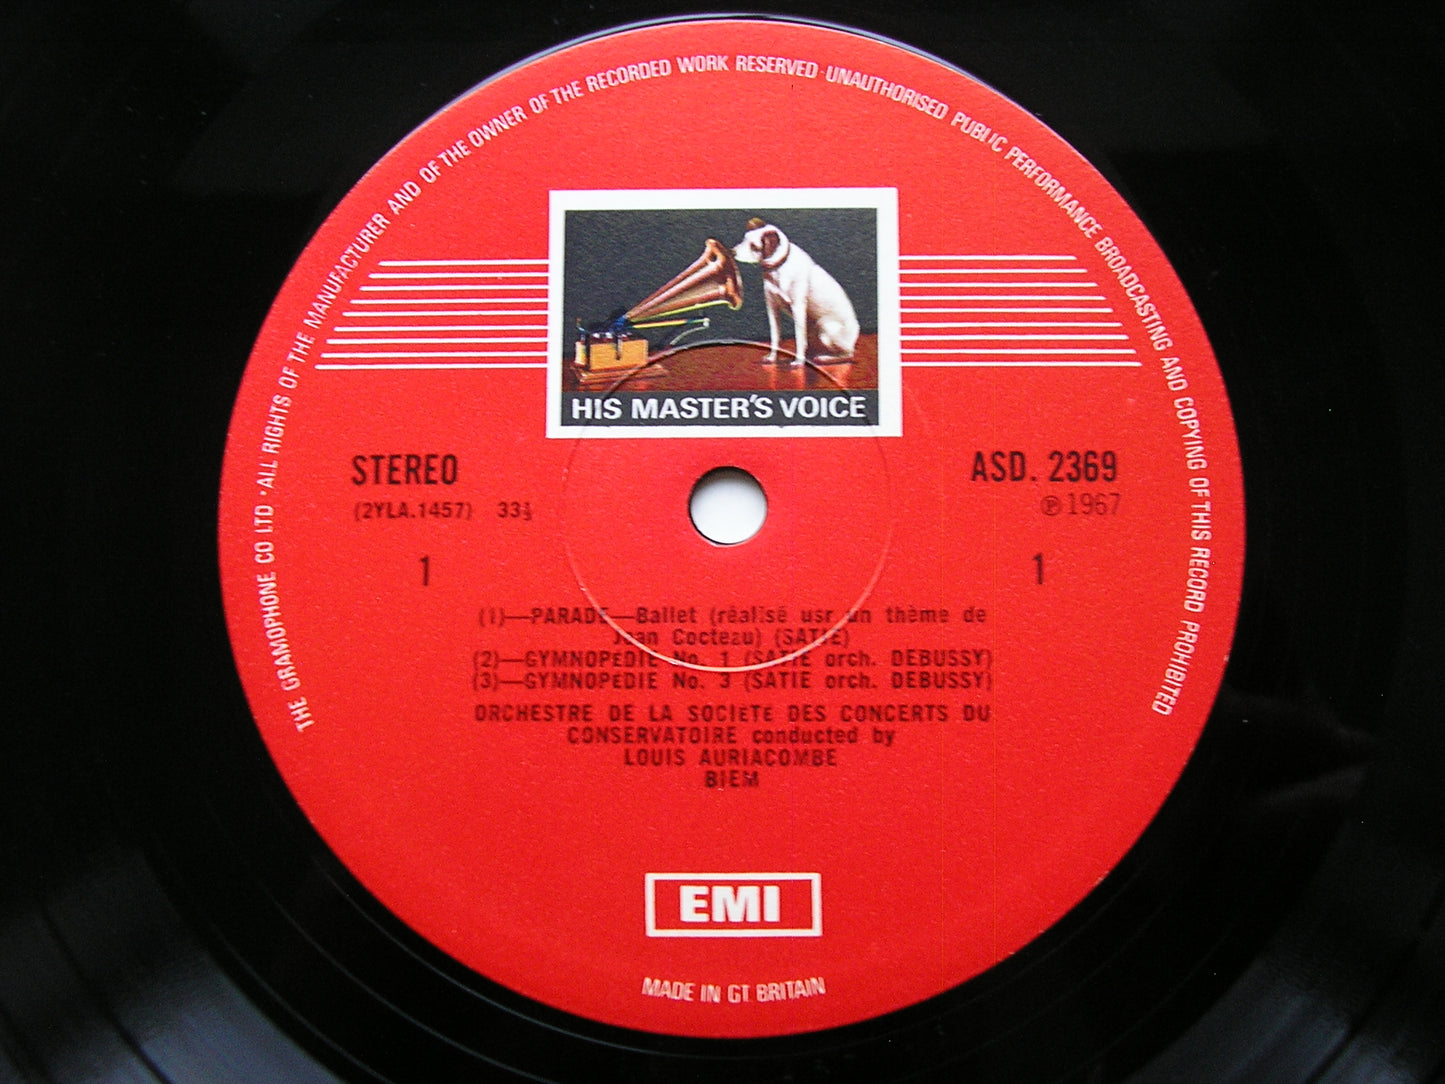 THE GRAMOPHONE CO LTD · ALL RIGHTS OF THE MANUFACTURER AND OF THE OWNER OF THE RECORDED WORK RESERVED · UNAUTHORISED PUBLIC PERFORMANCE BROADCASTING AND COPYING OF THIS RECORD PROHIBITED
HIS MASTER'S VOICE
STEREO
ASD. 2369
(2YLA.1457) 33⅓
℗ 1967
1
1
(1)—PARADE—Ballet (réalisé usr un thème de
Jean Cocteau) (SATIE)
(2)—GYMNOPÉDIE No. 1 (SATIE orch. DEBUSSY)
(3)—GYMNOPÉDIE No. 3 (SATIE orch. DEBUSSY)
ORCHESTRE DE LA SOCIÉTÉ DES CONCERTS DU
CONSERVATOIRE conducted by
LOUIS AURIACOMBE
BIEM
EMI
MADE IN GT. BRITAIN